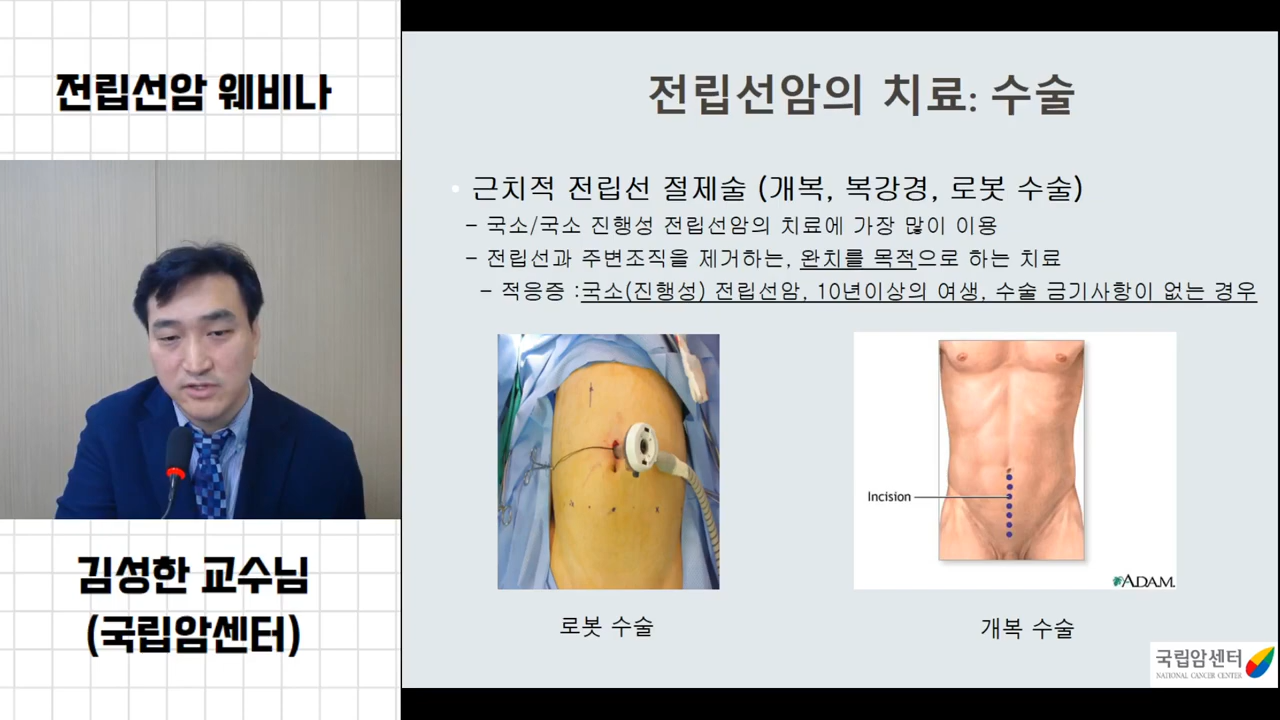 전립선암 웨비나
김성한 교수님
(국립암센터)
전립선암의 치료: 수술
• 근치적 전립선 절제술 (개복, 복강경, 로봇 수술)
– 국소/국소 진행성 전립선암의 치료에 가장 많이 이용
– 전립선과 주변조직을 제거하는, 완치를 목적으로 하는 치료
– 적응증 :국소(진행성) 전립선암, 10년이상의 여생, 수술 금기사항이 없는 경우
Incision
ADAM.
로봇 수술
개복 수술
국립암센터
NATIONAL CANCER CENTER